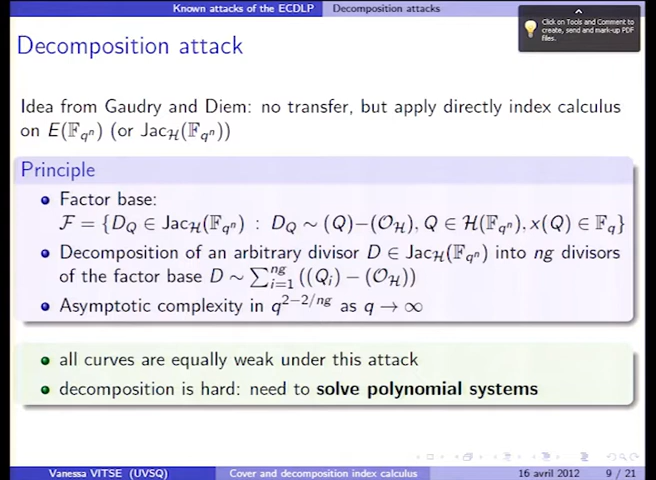 Known attacks of the ECDLP Decomposition attacks
Click on Tools and Comment to
create, send and mark-up PDF
files.
Decomposition attack
Idea from Gaudry and Diem: no transfer, but apply directly index calculus
on E(𝔽_{q^n}) (or Jac_ℋ(𝔽_{q^n}))
Principle
Factor base:
ℱ = {D_Q ∈ Jac_ℋ(𝔽_{q^n}) : D_Q ∼ (Q)−(𝒪_ℋ), Q ∈ ℋ(𝔽_{q^n}), x(Q) ∈ 𝔽_q}
Decomposition of an arbitrary divisor D ∈ Jac_ℋ(𝔽_{q^n}) into ng divisors
of the factor base D ∼ ∑_{i=1}^{ng} ((Q_i) − (𝒪_ℋ))
Asymptotic complexity in q^{2−2/ng} as q → ∞
all curves are equally weak under this attack
decomposition is hard: need to solve polynomial systems
Vanessa VITSE (UVSQ) Cover and decomposition index calculus 16 avril 2012 9 / 21